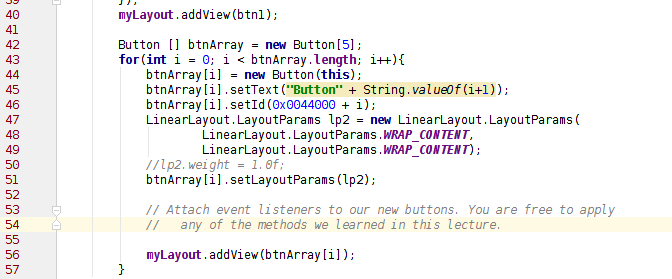 39 });
40 myLayout.addView(btn1);
41
42 Button [] btnArray = new Button[5];
43 for(int i = 0; i < btnArray.length; i++){
44 btnArray[i] = new Button(this);
45 btnArray[i].setText("Button" + String.valueOf(i+1));
46 btnArray[i].setId(0x0044000 + i);
47 LinearLayout.LayoutParams lp2 = new LinearLayout.LayoutParams(
48 LinearLayout.LayoutParams.WRAP_CONTENT,
49 LinearLayout.LayoutParams.WRAP_CONTENT);
50 //lp2.weight = 1.0f;
51 btnArray[i].setLayoutParams(lp2);
52
53 // Attach event listeners to our new buttons. You are free to apply
54 // any of the methods we learned in this lecture.
55
56 myLayout.addView(btnArray[i]);
57 }